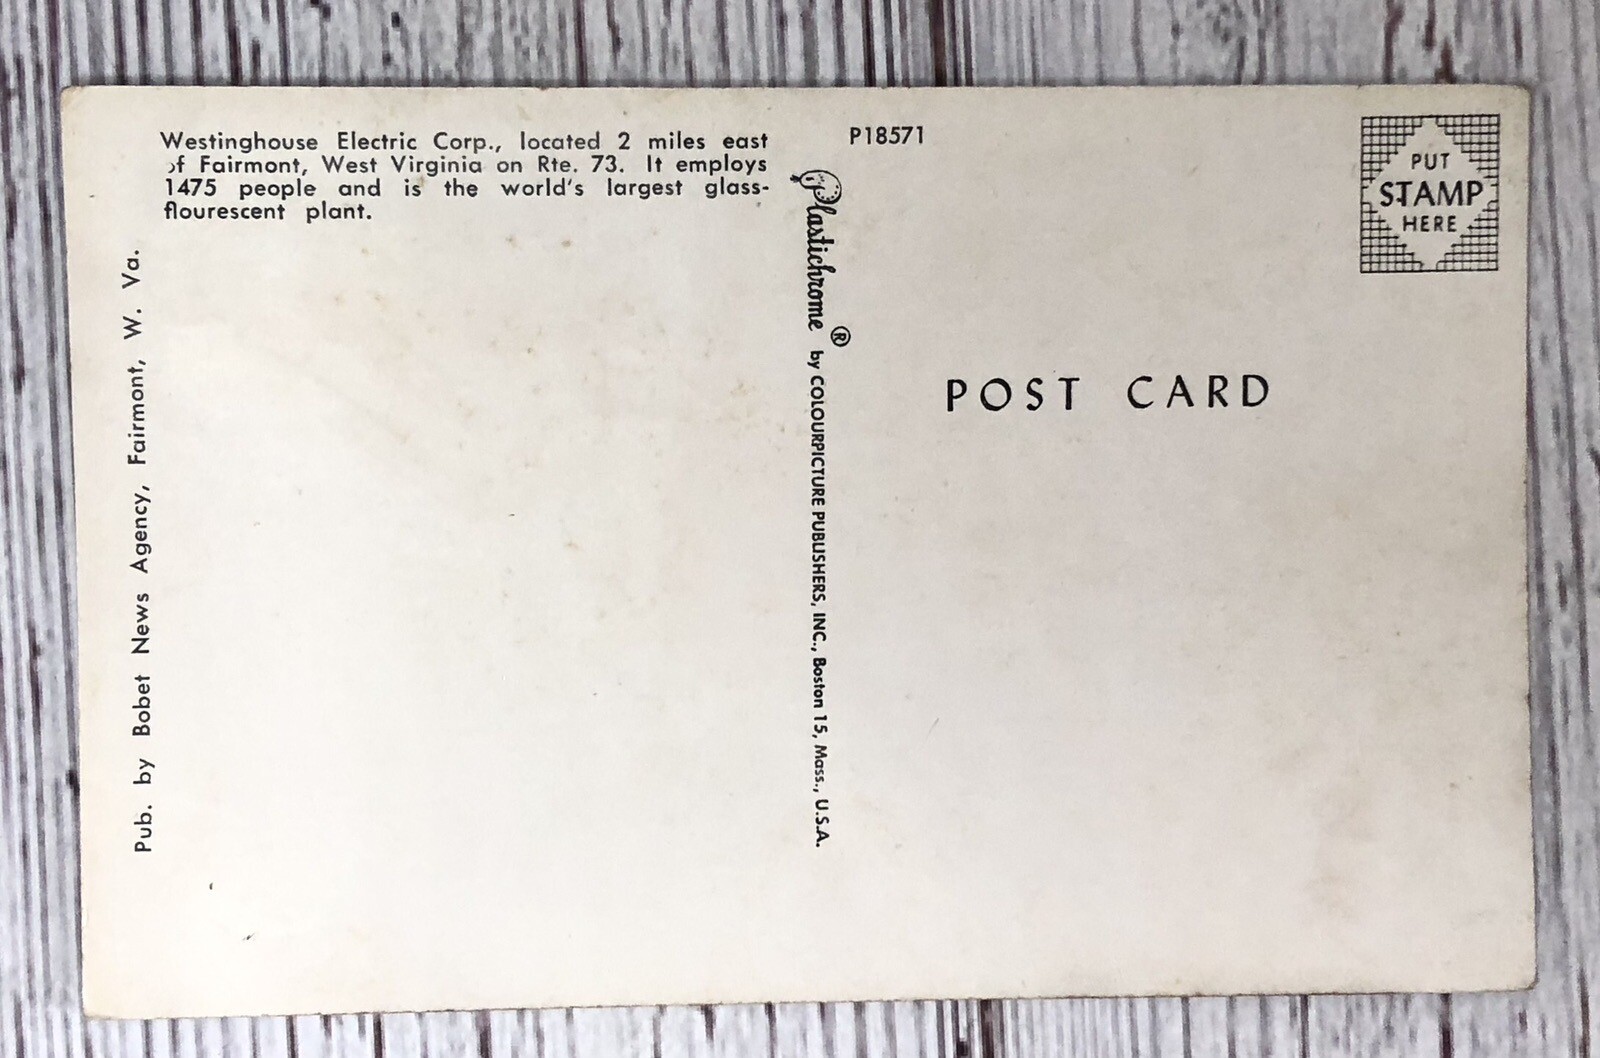 Westinghouse Electric Corp., located 2 miles east
of Fairmont, West Virginia on Rte. 73. It employs
1475 people and is the world's largest glass-
flourescent plant.
Pub. by Bobet News Agency, Fairmont, W. Va.
Plastichrome ® by COLOURPICTURE PUBLISHERS, INC., Boston 15, Mass., U.S.A.
P18571
PUT
STAMP
HERE
POST CARD